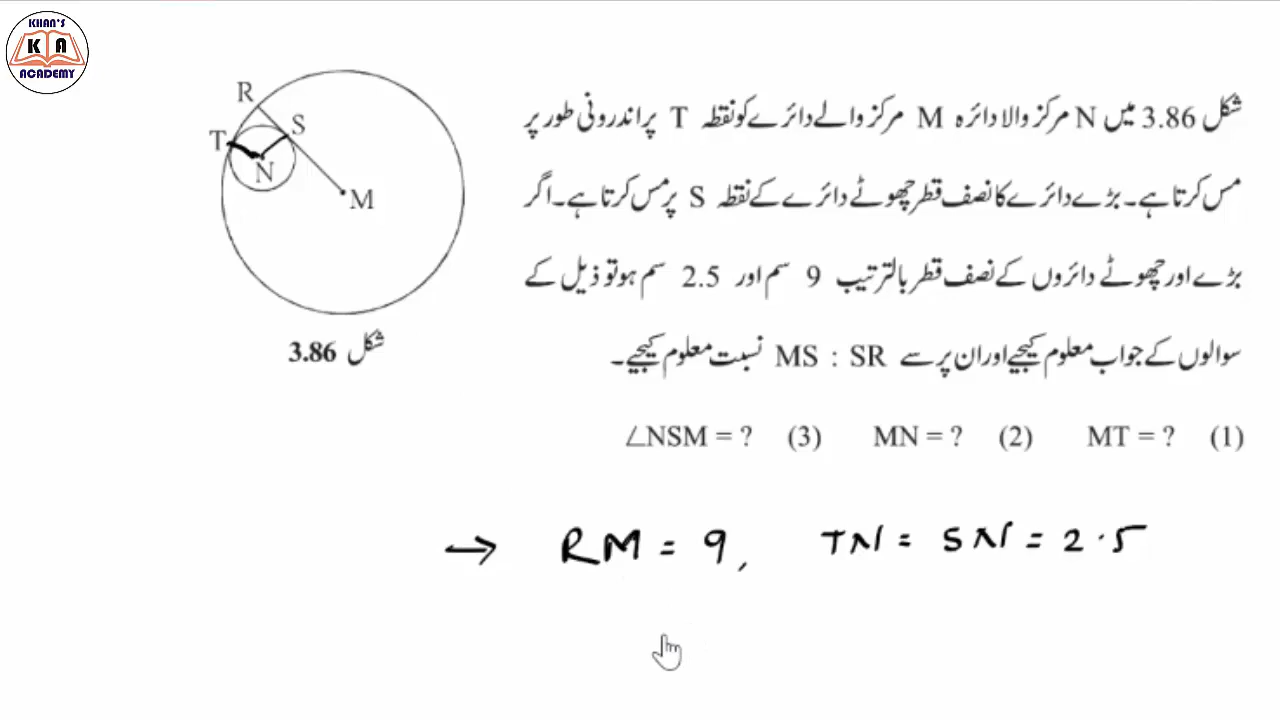 KHAN'S
K A
ACADEMY
R
S
T
N
M
شکل 3.86
شکل 3.86 میں N مرکز والا دائرہ M مرکز والے دائرے کو نقطہ T پر اندرونی طور پر
مس کرتا ہے۔ بڑے دائرے کا نصف قطر چھوٹے دائرے کے نقطہ S پر مس کرتا ہے۔ اگر
بڑے اور چھوٹے دائروں کے نصف قطر بالترتیب 9 سم اور 2.5 سم ہو تو ذیل کے
سوالوں کے جواب معلوم کیجیے اور ان پر سے MS : SR نسبت معلوم کیجیے۔
(1) MT = ? (2) MN = ? (3) ∠NSM = ?
→ RM = 9, TN = SN = 2.5